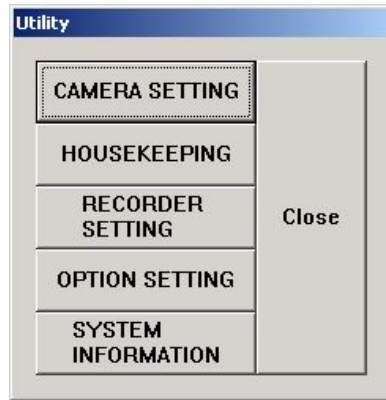 Utility
CAMERA SETTING
HOUSEKEEPING
RECORDER
SETTING
Close
OPTION SETTING
SYSTEM
INFORMATION